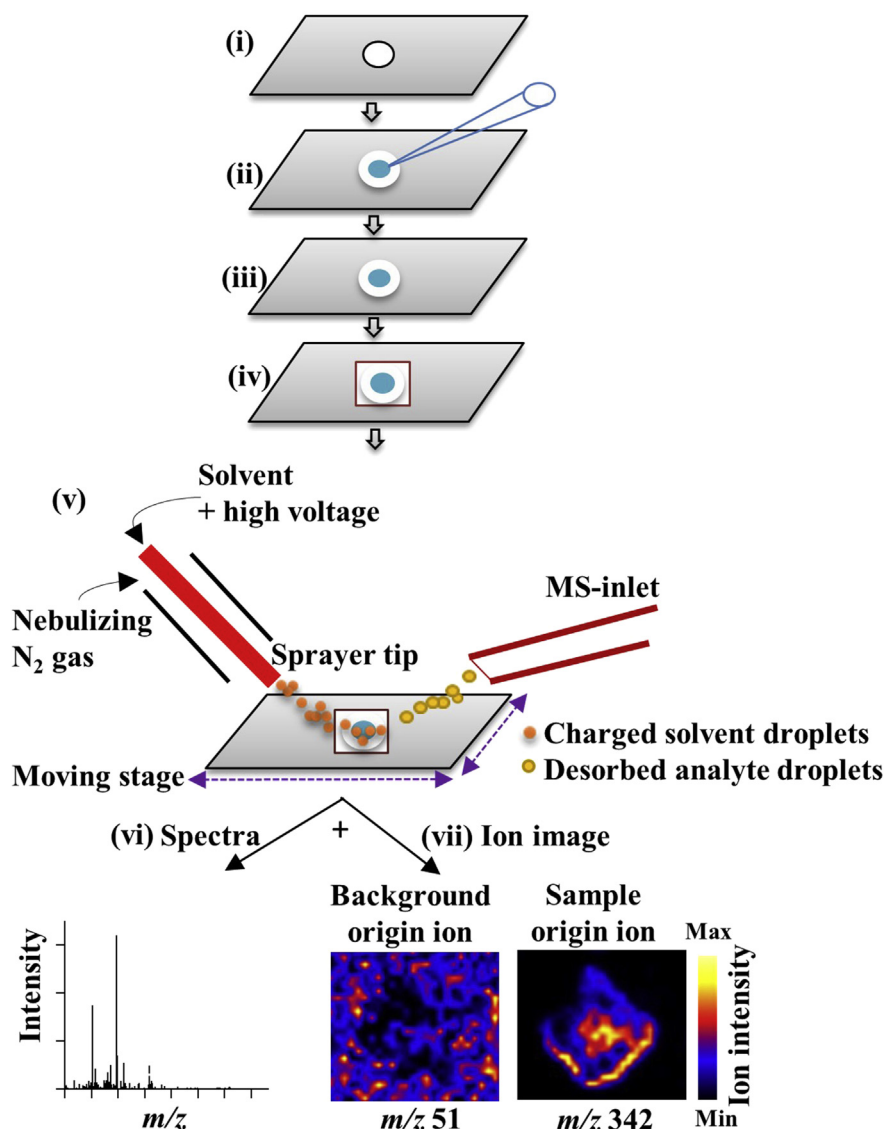 (i)
(ii)
(iii)
(iv)
(v)
Solvent
+ high voltage
Nebulizing
N₂ gas
Sprayer tip
MS-inlet
Charged solvent droplets
Desorbed analyte droplets
Moving stage
(vi) Spectra
+
(vii) Ion image
Background
origin ion
Sample
origin ion
Max
Intensity
Ion intensity
m/z
m/z 51
m/z 342
Min